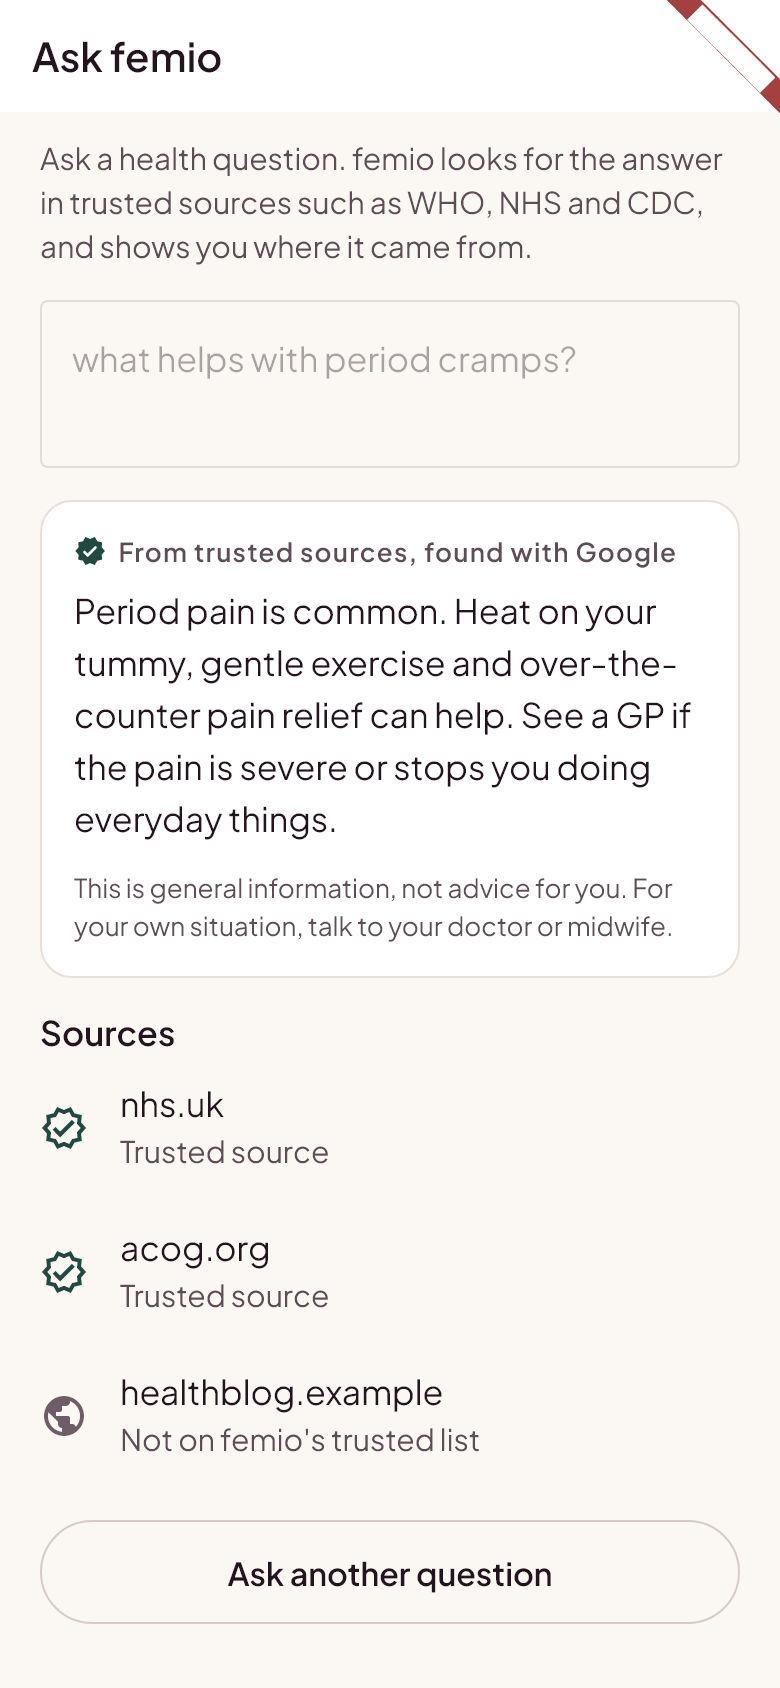 Ask femio
Ask a health question. femio looks for the answer
in trusted sources such as WHO, NHS and CDC,
and shows you where it came from.
what helps with period cramps?
From trusted sources, found with Google
Period pain is common. Heat on your
tummy, gentle exercise and over-the-
counter pain relief can help. See a GP if
the pain is severe or stops you doing
everyday things.
This is general information, not advice for you. For
your own situation, talk to your doctor or midwife.
Sources
nhs.uk
Trusted source
acog.org
Trusted source
healthblog.example
Not on femio's trusted list
Ask another question